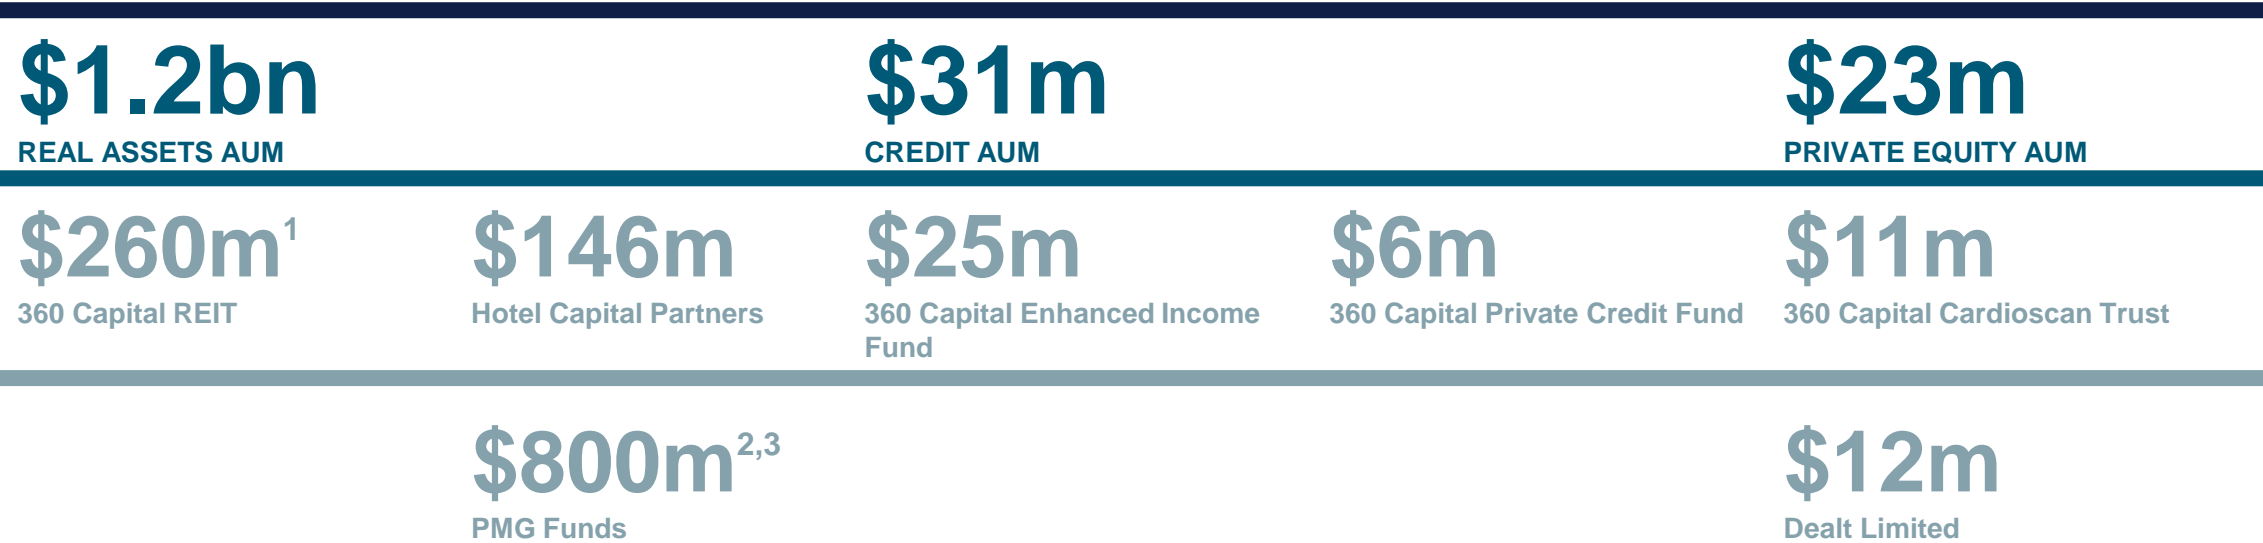 $1.2bn
REAL ASSETS AUM
$31m
CREDIT AUM
$23m
PRIVATE EQUITY AUM
$260m1
360 Capital REIT
$146m
Hotel Capital Partners
$25m
360 Capital Enhanced Income
Fund
$6m
360 Capital Private Credit Fund
$11m
360 Capital Cardioscan Trust
$800m2,3
PMG Funds
$12m
Dealt Limited